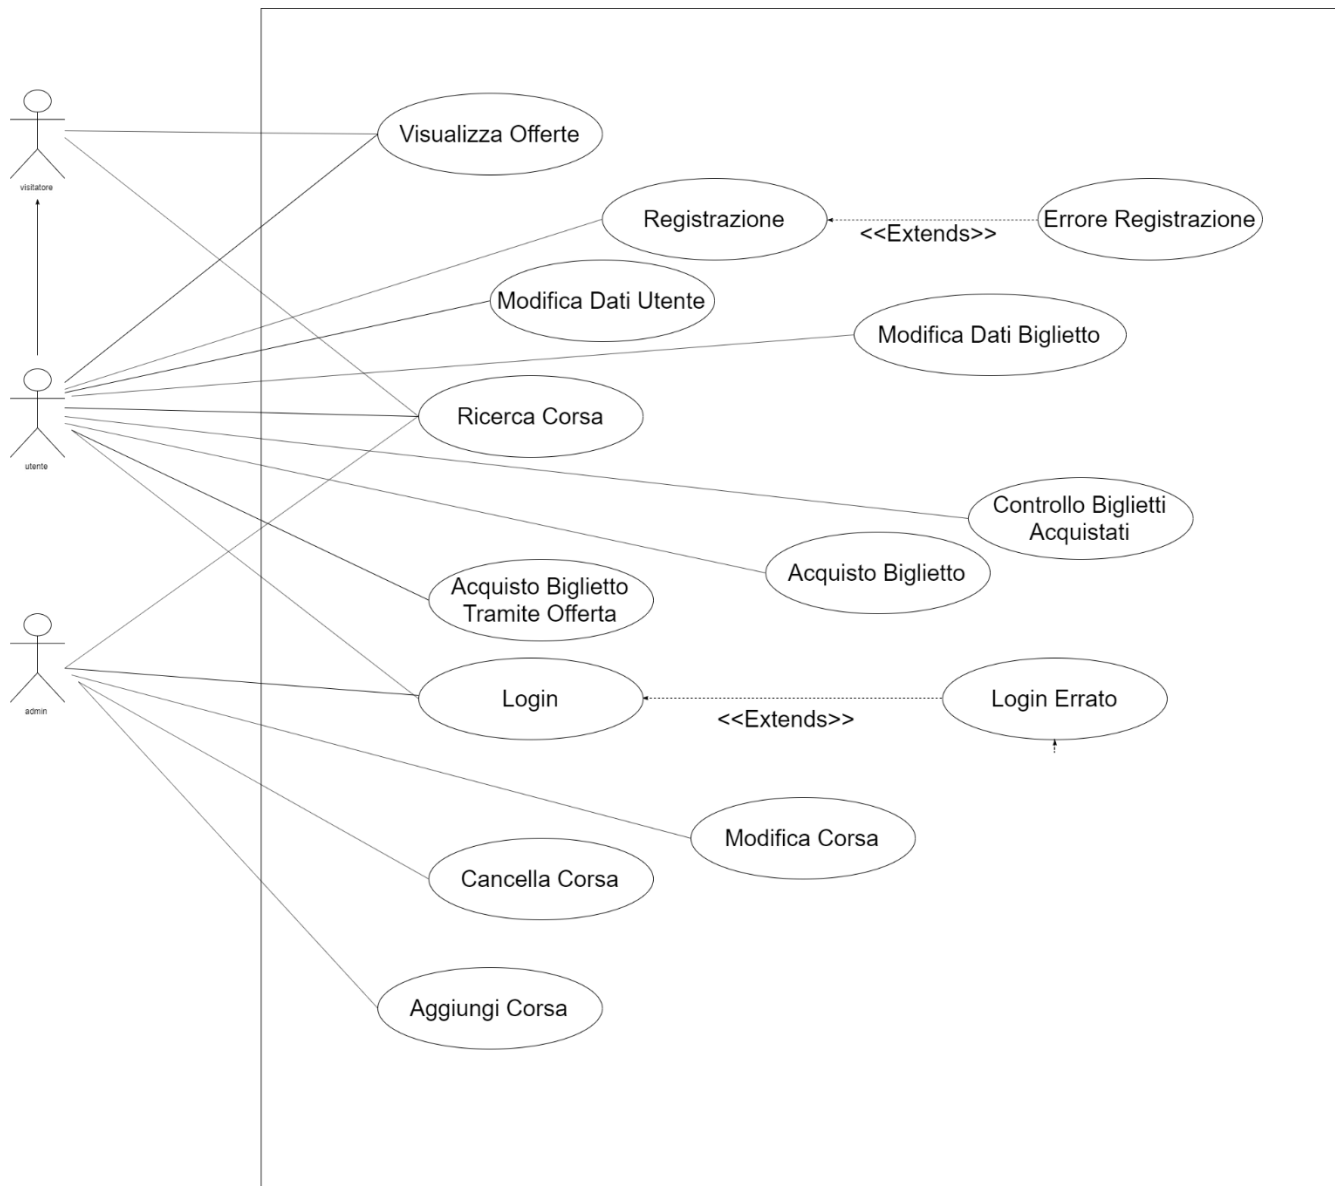 Visualizza Offerte
visitatore
Registrazione
<<Extends>>
Errore Registrazione
Modifica Dati Utente
Modifica Dati Biglietto
Ricerca Corsa
utente
Controllo Biglietti
Acquistati
Acquisto Biglietto
Acquisto Biglietto
Tramite Offerta
Login
<<Extends>>
Login Errato
admin
Modifica Corsa
Cancella Corsa
Aggiungi Corsa